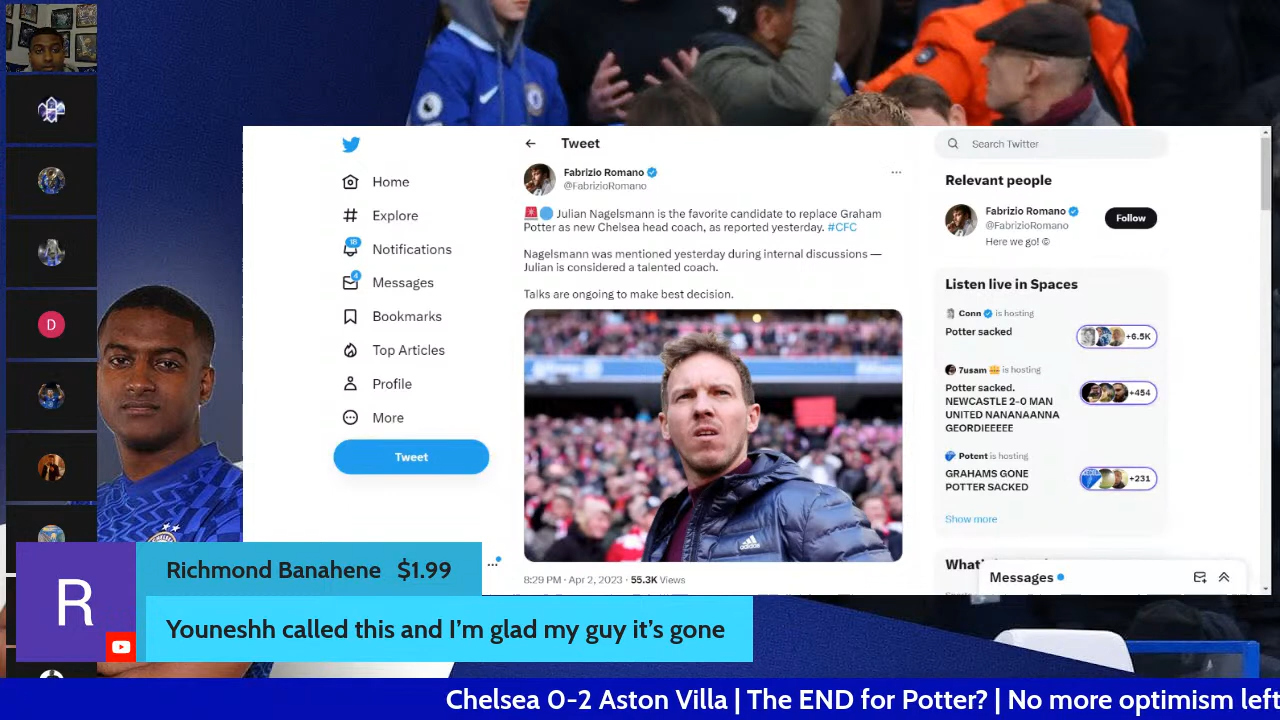 Tweet
Search Twitter
Home
Explore
18
Notifications
4
Messages
Bookmarks
Top Articles
Profile
More
Tweet
Fabrizio Romano
@FabrizioRomano
Julian Nagelsmann is the favorite candidate to replace Graham
Potter as new Chelsea head coach, as reported yesterday. #CFC
Nagelsmann was mentioned yesterday during internal discussions —
Julian is considered a talented coach.
Talks are ongoing to make best decision.
adidas
8:29 PM · Apr 2, 2023 · 55.3K Views
Relevant people
Fabrizio Romano
@FabrizioRomano
Follow
Here we go! ©
Listen live in Spaces
Conn is hosting
Potter sacked
+6.5K
7usam is hosting
Potter sacked.
NEWCASTLE 2-0 MAN
UNITED NANANAANNA
GEORDIEEEEE
+454
Potent is hosting
GRAHAMS GONE
POTTER SACKED
+231
Show more
What'
Messages
D
R
Richmond Banahene $1.99
Youneshh called this and I'm glad my guy it's gone
Chelsea 0-2 Aston Villa | The END for Potter? | No more optimism left